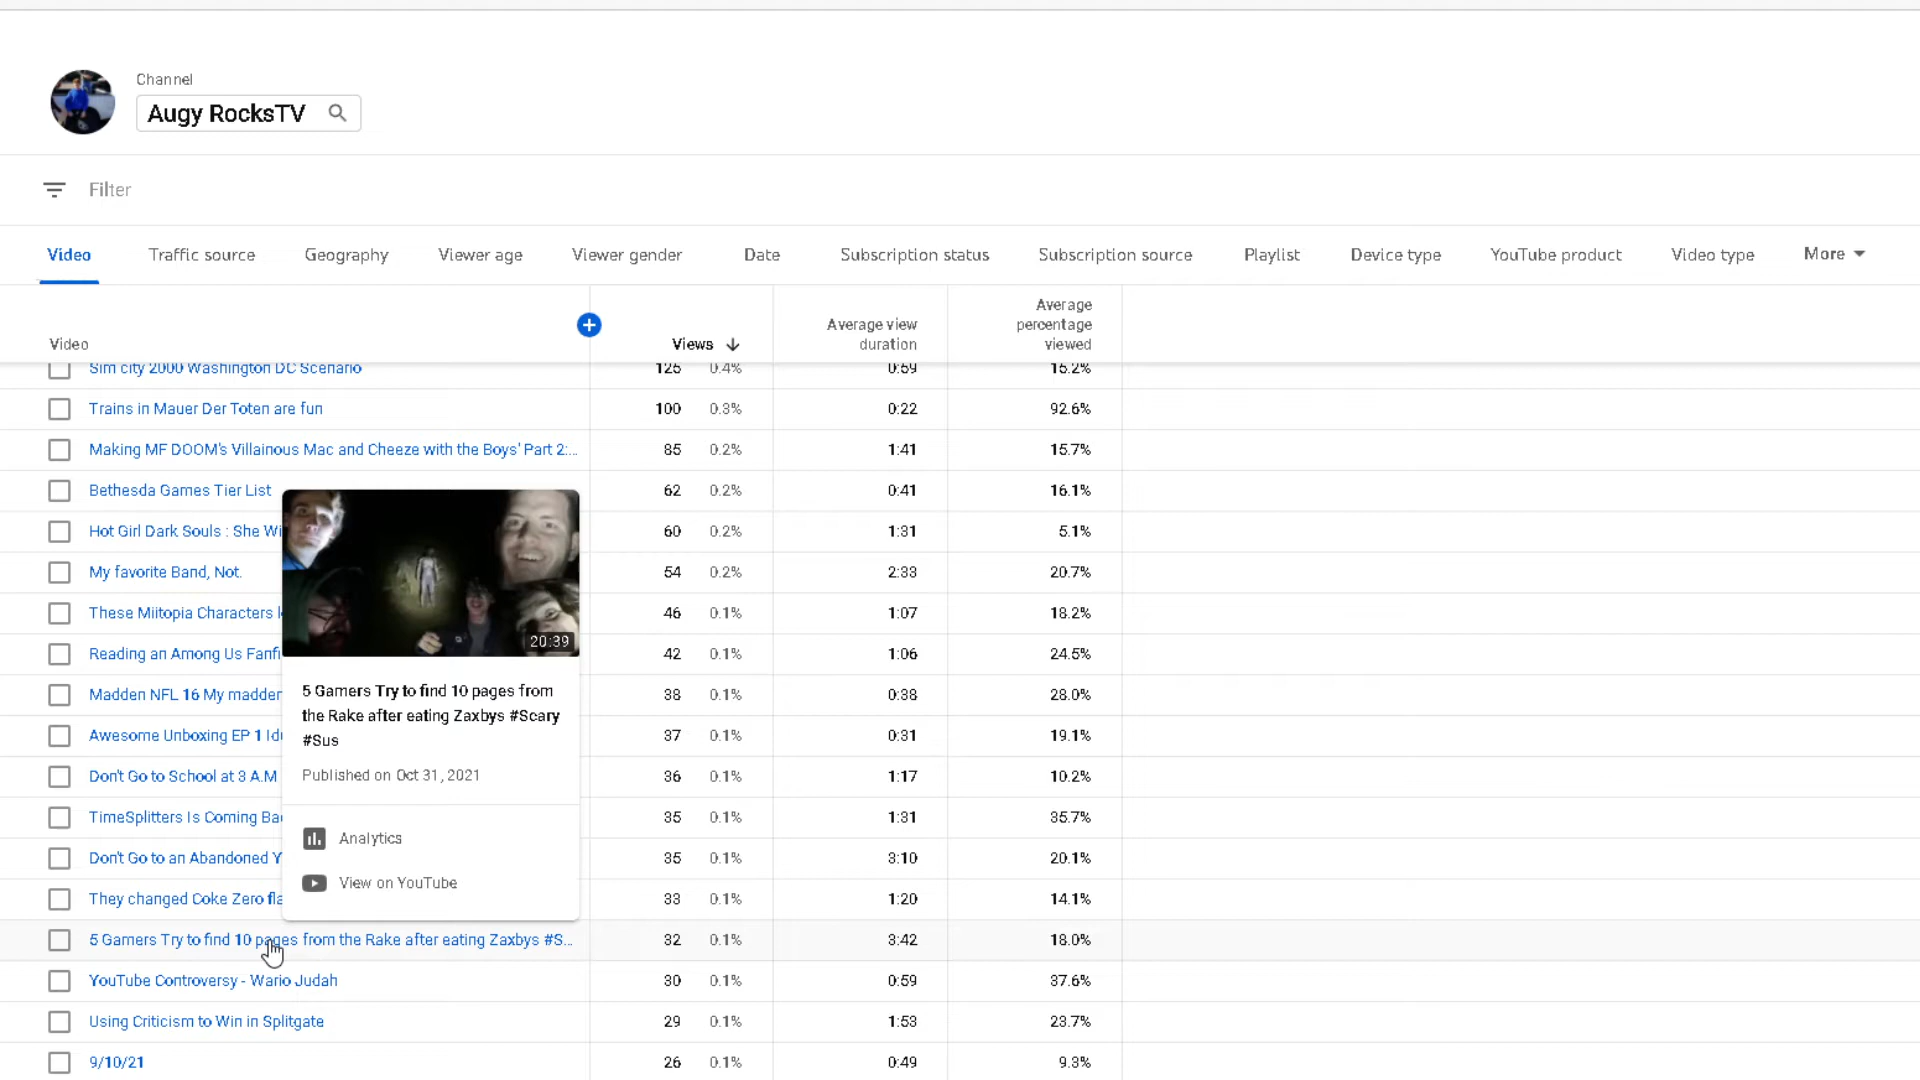 Channel
Augy RocksTV
Filter
Video Traffic source Geography Viewer age Viewer gender Date Subscription status Subscription source Playlist Device type YouTube product Video type More
Video Views Average view duration Average percentage viewed
Sim city 2000 Washington DC Scenario 125 0.4% 0:59 15.2%
Trains in Mauer Der Toten are fun 100 0.3% 0:22 92.6%
Making MF DOOM's Villainous Mac and Cheeze with the Boys' Part 2:... 85 0.2% 1:41 15.7%
Bethesda Games Tier List 62 0.2% 0:41 16.1%
Hot Girl Dark Souls : She Wi 60 0.2% 1:31 5.1%
My favorite Band, Not. 54 0.2% 2:33 20.7%
These Miitopia Characters 46 0.1% 1:07 18.2%
Reading an Among Us Fanfi 42 0.1% 1:06 24.5%
Madden NFL 16 My madden 38 0.1% 0:38 28.0%
Awesome Unboxing EP 1 37 0.1% 0:31 19.1%
Don't Go to School at 3 A.M 36 0.1% 1:17 10.2%
TimeSplitters Is Coming Ba 35 0.1% 1:31 35.7%
Don't Go to an Abandoned Y 35 0.1% 3:10 20.1%
They changed Coke Zero fla 33 0.1% 1:20 14.1%
5 Gamers Try to find 10 pages from the Rake after eating Zaxbys #S... 32 0.1% 3:42 18.0%
YouTube Controversy - Wario Judah 30 0.1% 0:59 37.6%
Using Criticism to Win in Splitgate 29 0.1% 1:53 23.7%
9/10/21 26 0.1% 0:49 9.3%
20:39
5 Gamers Try to find 10 pages from
the Rake after eating Zaxbys #Scary
#Sus
Published on Oct 31, 2021
Analytics
View on YouTube